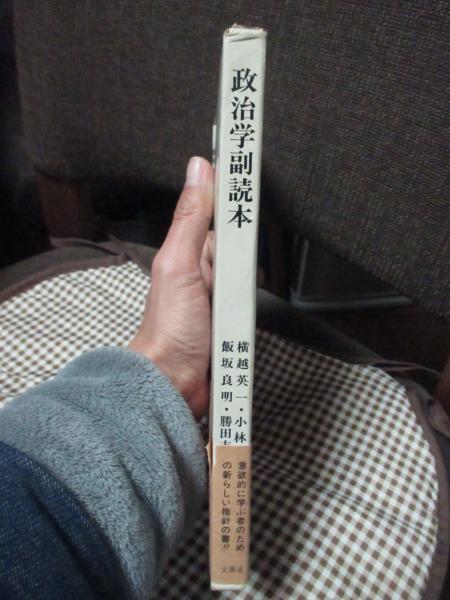 政治学副読本
横越英一・小林
飯坂良明・勝田吉
意欲的に学ぶ者のため
の新らしい指針の書!!